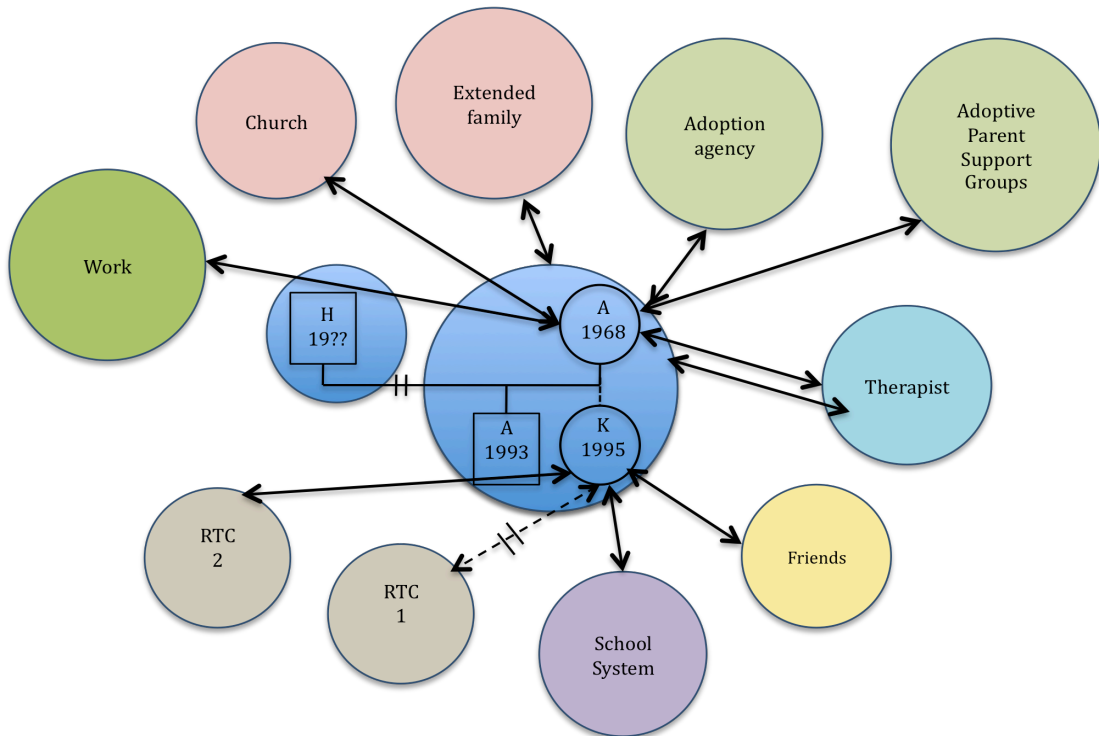 Extended
family
Church
Adoption
agency
Adoptive
Parent
Support
Groups
Work
H
19??
A
1968
Therapist
A
1993
K
1995
RTC
2
RTC
1
Friends
School
System